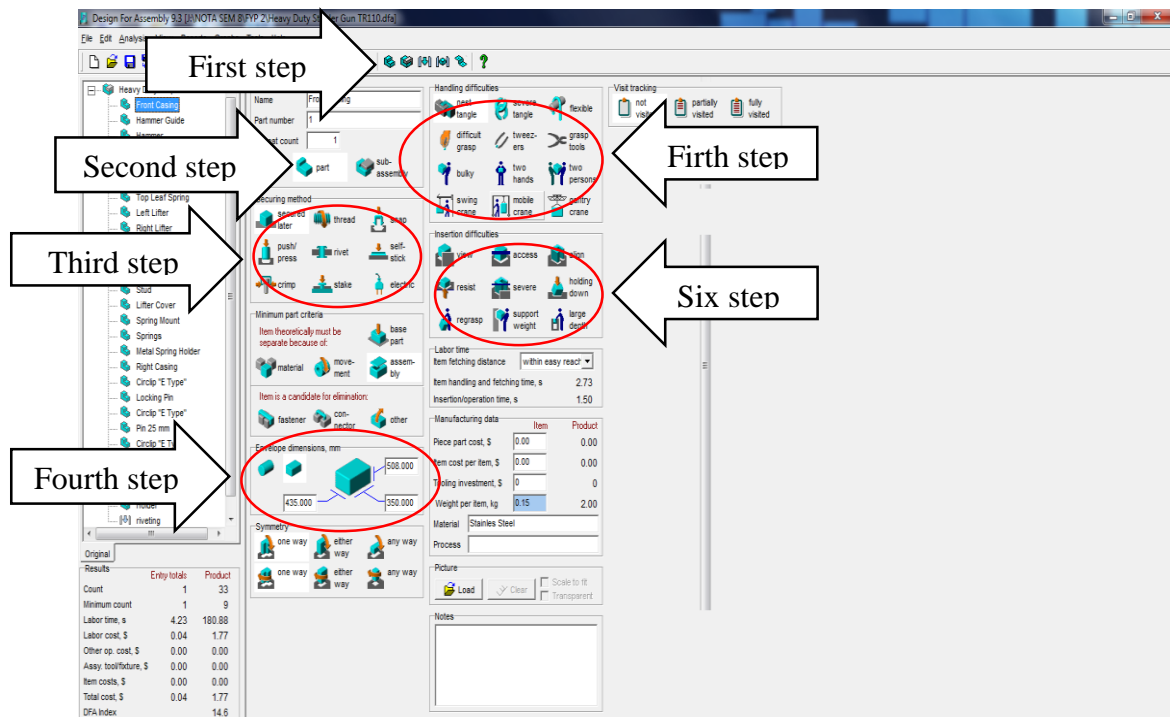 Design For Assembly 9.3 [J:\NOTA SEM 8\FYP 2\Heavy Duty Stapler Gun TR110.dfa]
File Edit Analysis
First step
Front Casing
Hammer Guide
Hammer
Second step
Top Leaf Spring
Left Lifter
Right Lifter
Third step
Stud
Lifter Cover
Spring Mount
Springs
Metal Spring Holder
Right Casing
Circlip "E Type"
Locking Pin
Circlip "E Type"
Pin 25 mm
Fourth step
Holder
riveting
Original
Results
Entry totals Product
Count 1 33
Minimum count 1 9
Labor time, s 4.23 180.88
Labor cost, $ 0.04 1.77
Other op. cost, $ 0.00 0.00
Assy. tool/fixture, $ 0.00 0.00
Item costs, $ 0.00 0.00
Total cost, $ 0.04 1.77
DFA Index 14.6
Name
Part number 1
count 1
part
sub-
assembly
Securing method
secured
later
thread
snap
push/
press
rivet
self-
stick
crimp
stake
electric
Minimum part criteria
Item theoretically must be
separate because of:
base
part
material
move-
ment
assem-
bly
Item is a candidate for elimination:
fastener
con-
nector
other
Envelope dimensions, mm
508.000
435.000
350.000
Symmetry
one way
either
way
any way
one way
either
way
any way
Handling difficulties
nest
tangle
severe
tangle
flexible
difficult
grasp
tweez-
ers
grasp
tools
bulky
two
hands
two
persons
swing
crane
mobile
crane
gantry
crane
Firth step
Insertion difficulties
view
access
align
resist
severe
holding
down
regrasp
support
weight
large
depth
Six step
Labor time
Item fetching distance within easy reach
Item handling and fetching time, s 2.73
Insertion/operation time, s 1.50
Manufacturing data
Item Product
Piece part cost, $ 0.00 0.00
Item cost per item, $ 0.00 0.00
Tooling investment, $ 0 0
Weight per item, kg 0.15 2.00
Material Stainles Steel
Process
Picture
Load
Clear
Scale to fit
Transparent
Notes
Visit tracking
not
visited
partially
visited
fully
visited